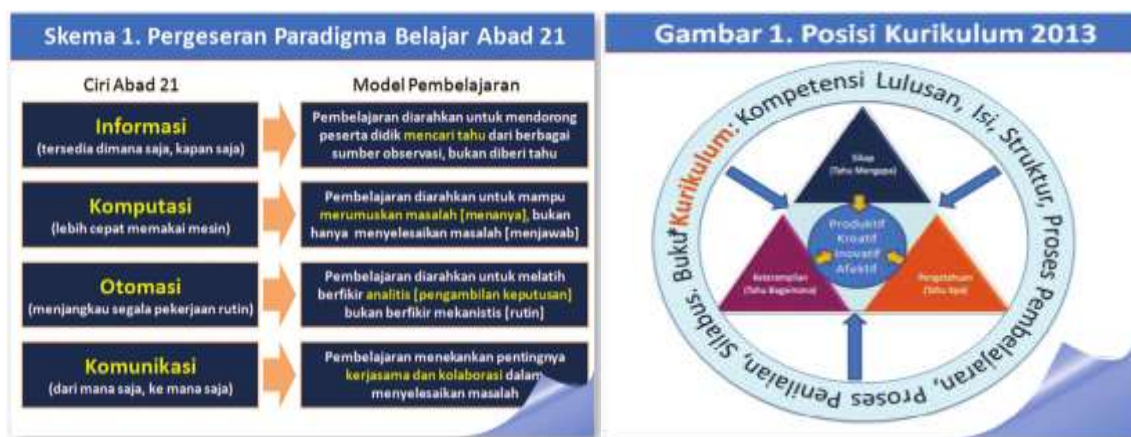 Skema 1. Pergeseran Paradigma Belajar Abad 21
Ciri Abad 21
Model Pembelajaran
Informasi
(tersedia dimana saja, kapan saja)
Pembelajaran diarahkan untuk mendorong
peserta didik mencari tahu dari berbagai
sumber observasi, bukan diberi tahu
Komputasi
(lebih cepat memakai mesin)
Pembelajaran diarahkan untuk mampu
merumuskan masalah [menanya], bukan
hanya menyelesaikan masalah [menjawab]
Otomasi
(menjangkau segala pekerjaan rutin)
Pembelajaran diarahkan untuk melatih
berfikir analitis [pengambilan keputusan]
bukan berfikir mekanistis [rutin]
Komunikasi
(dari mana saja, ke mana saja)
Pembelajaran menekankan pentingnya
kerjasama dan kolaborasi dalam
menyelesaikan masalah
Gambar 1. Posisi Kurikulum 2013
Kurikulum: Kompetensi Lulusan, Isi, Struktur, Proses Pembelajaran, Proses Penilaian, Silabus, Buku
Sikap
(Tahu Mengapa)
Produktif
Kreatif
Inovatif
Afektif
Keterampilan
(Tahu Bagaimana)
Pengetahuan
(Tahu Apa)